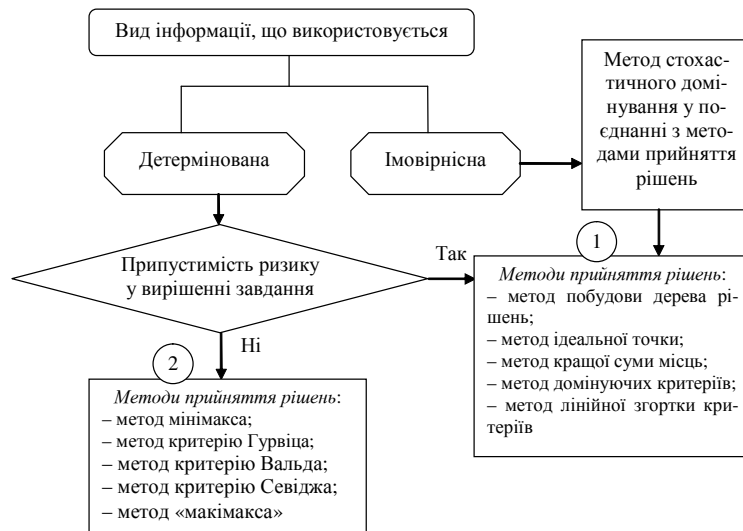 Вид інформації, що використовується
Метод стохас-
тичного домі-
нування у по-
єднанні з мето-
дами прийняття
рішень
Детермінована
Імовірнісна
Припустимість ризику
у вирішенні завдання
Так
Ні
1
Методи прийняття рішень:
– метод побудови дерева рі-
шень;
– метод ідеальної точки;
– метод кращої суми місць;
– метод домінуючих критеріїв;
– метод лінійної згортки кри-
теріїв
2
Методи прийняття рішень:
– метод мінімакса;
– метод критерію Гурвіца;
– метод критерію Вальда;
– метод критерію Севіджа;
– метод «макімакса»